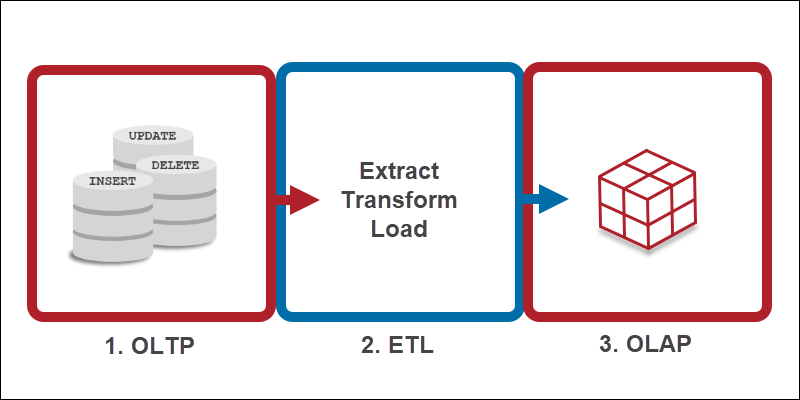 UPDATE
DELETE
INSERT
Extract
Transform
Load
1. OLTP
2. ETL
3. OLAP